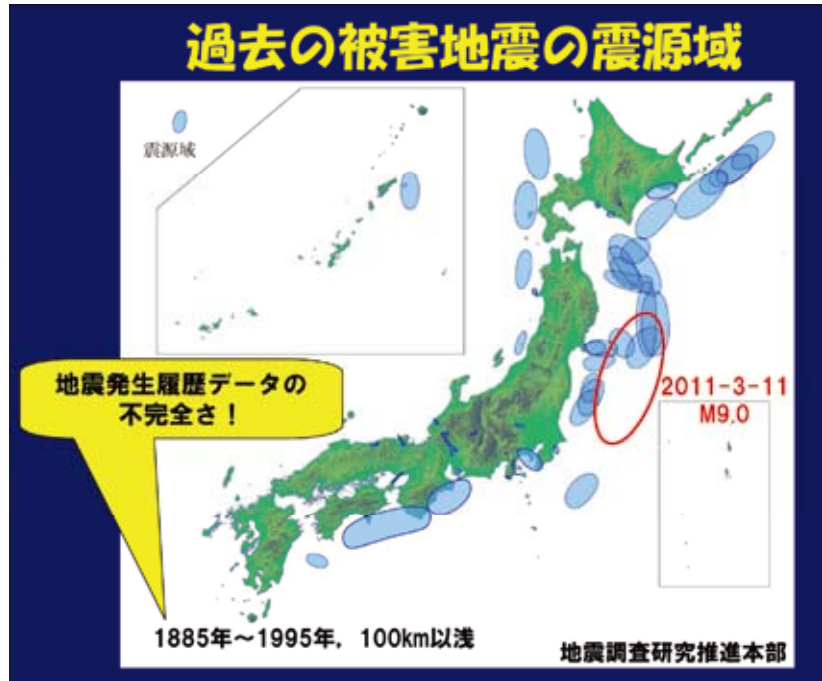 過去の被害地震の震源域
震源域
地震発生履歴データの
不完全さ！
2011-3-11
M9.0
1885年～1995年，100km以浅
地震調査研究推進本部